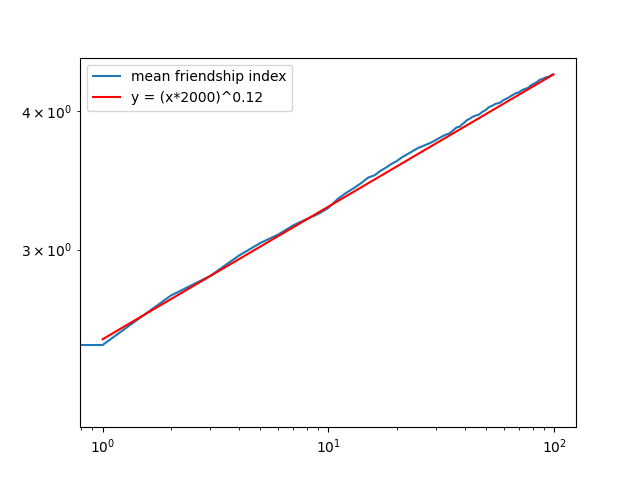 mean friendship index
y = (x*2000)^0.12
4 × 10⁰
3 × 10⁰
10⁰
10¹
10²